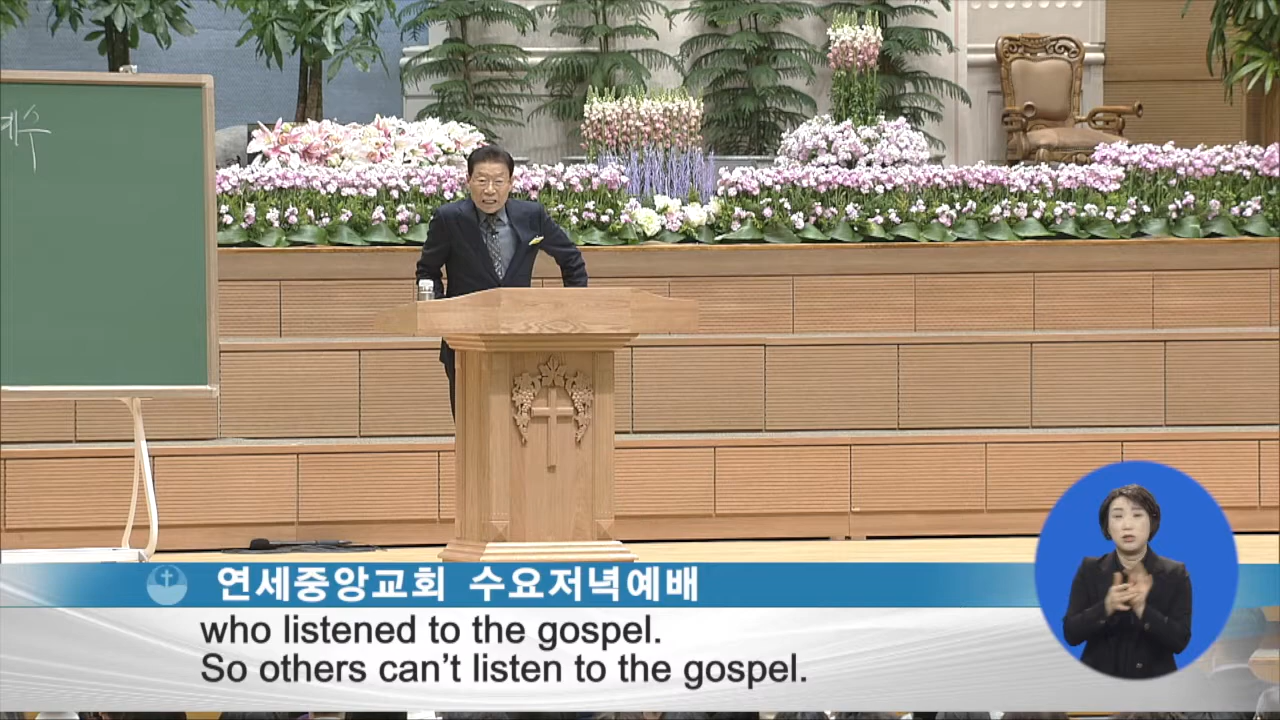 예수
연세중앙교회 수요저녁예배
who listened to the gospel.
So others can't listen to the gospel.